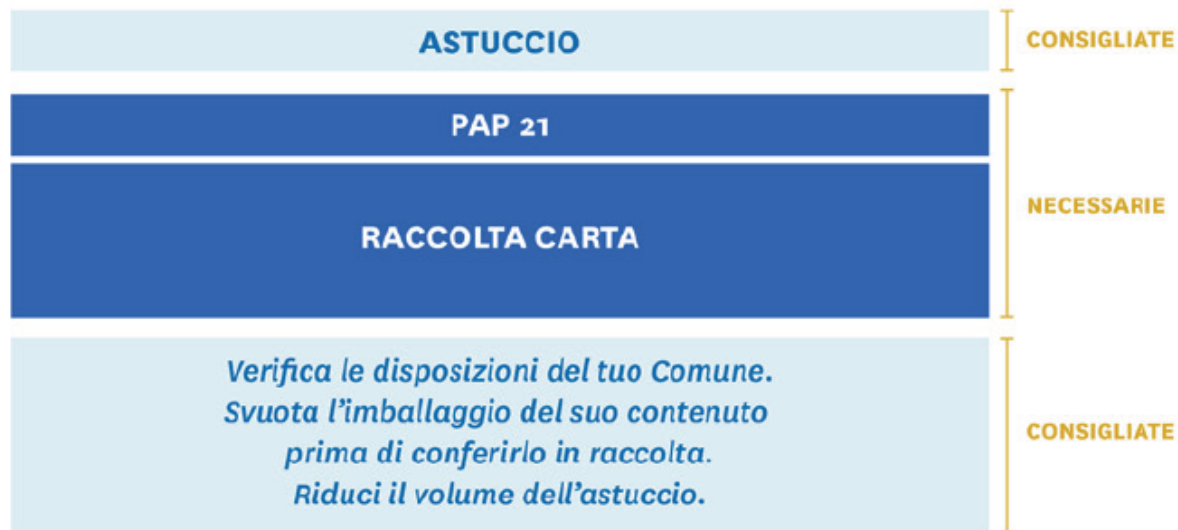 ASTUCCIO
CONSIGLIATE
PAP 21
RACCOLTA CARTA
NECESSARIE
Verifica le disposizioni del tuo Comune.
Svuota l'imballaggio del suo contenuto
prima di conferirlo in raccolta.
Riduci il volume dell'astuccio.
CONSIGLIATE